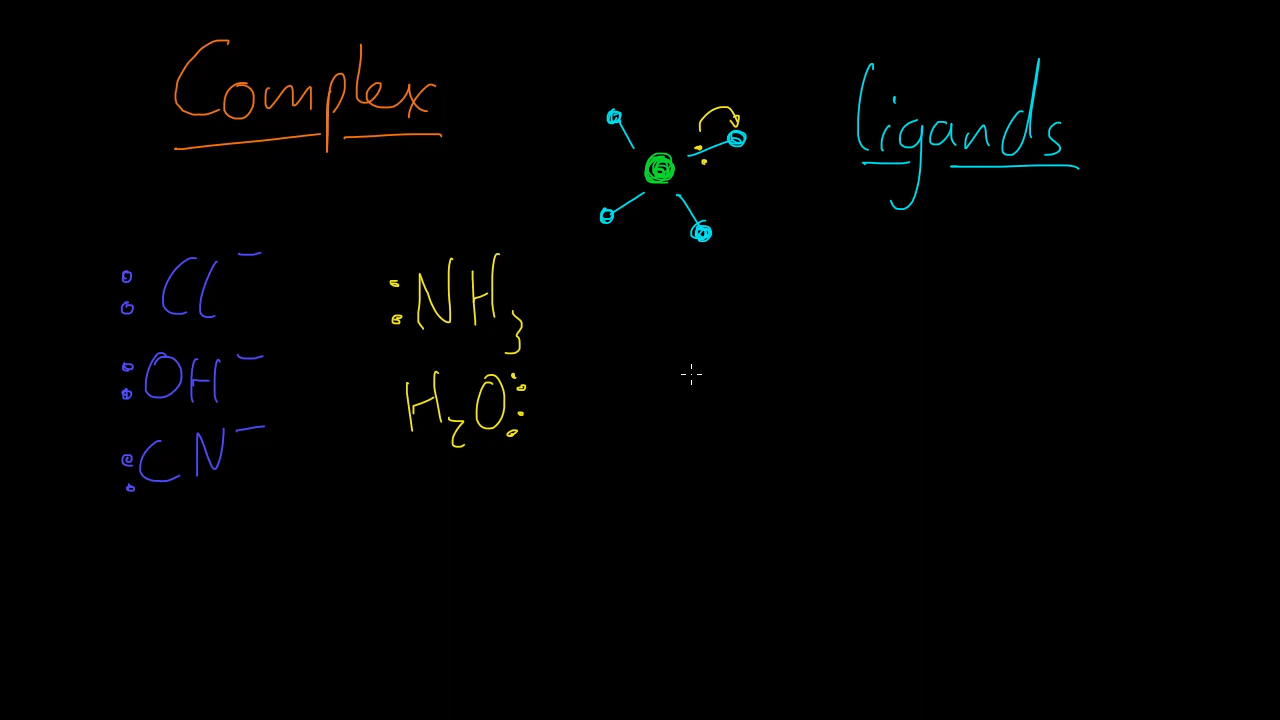 Complex
Ligands
:Cl⁻
:NH₃
:OH⁻
H₂O::
:CN⁻